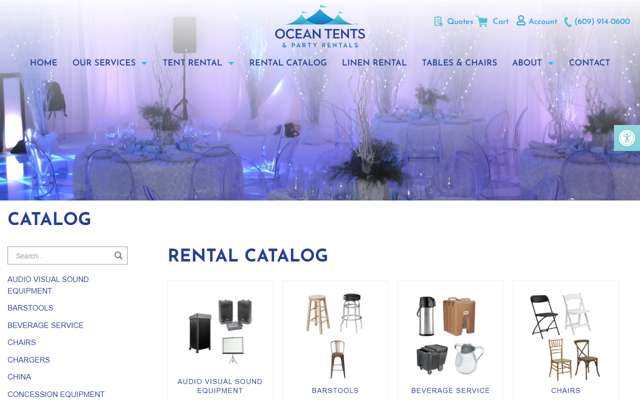 OCEAN TENTS
& PARTY RENTALS
Quotes
Cart
Account
(609) 914-0600
HOME
OUR SERVICES
TENT RENTAL
RENTAL CATALOG
LINEN RENTAL
TABLES & CHAIRS
ABOUT
CONTACT
CATALOG
Search...
AUDIO VISUAL SOUND
EQUIPMENT
BARSTOOLS
BEVERAGE SERVICE
CHAIRS
CHARGERS
CHINA
CONCESSION EQUIPMENT
RENTAL CATALOG
AUDIO VISUAL SOUND
EQUIPMENT
BARSTOOLS
BEVERAGE SERVICE
CHAIRS